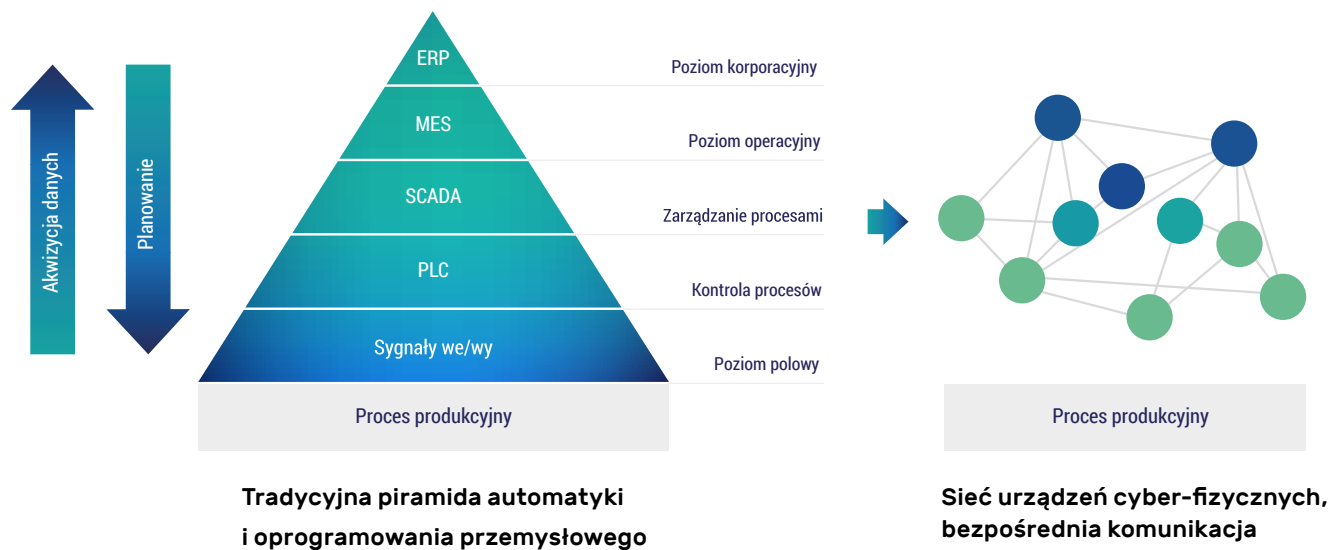 Akwizycja danych
Planowanie
ERP
MES
SCADA
PLC
Sygnały we/wy
Poziom korporacyjny
Poziom operacyjny
Zarządzanie procesami
Kontrola procesów
Poziom polowy
Proces produkcyjny
Tradycyjna piramida automatyki
i oprogramowania przemysłowego
Proces produkcyjny
Sieć urządzeń cyber-fizycznych,
bezpośrednia komunikacja